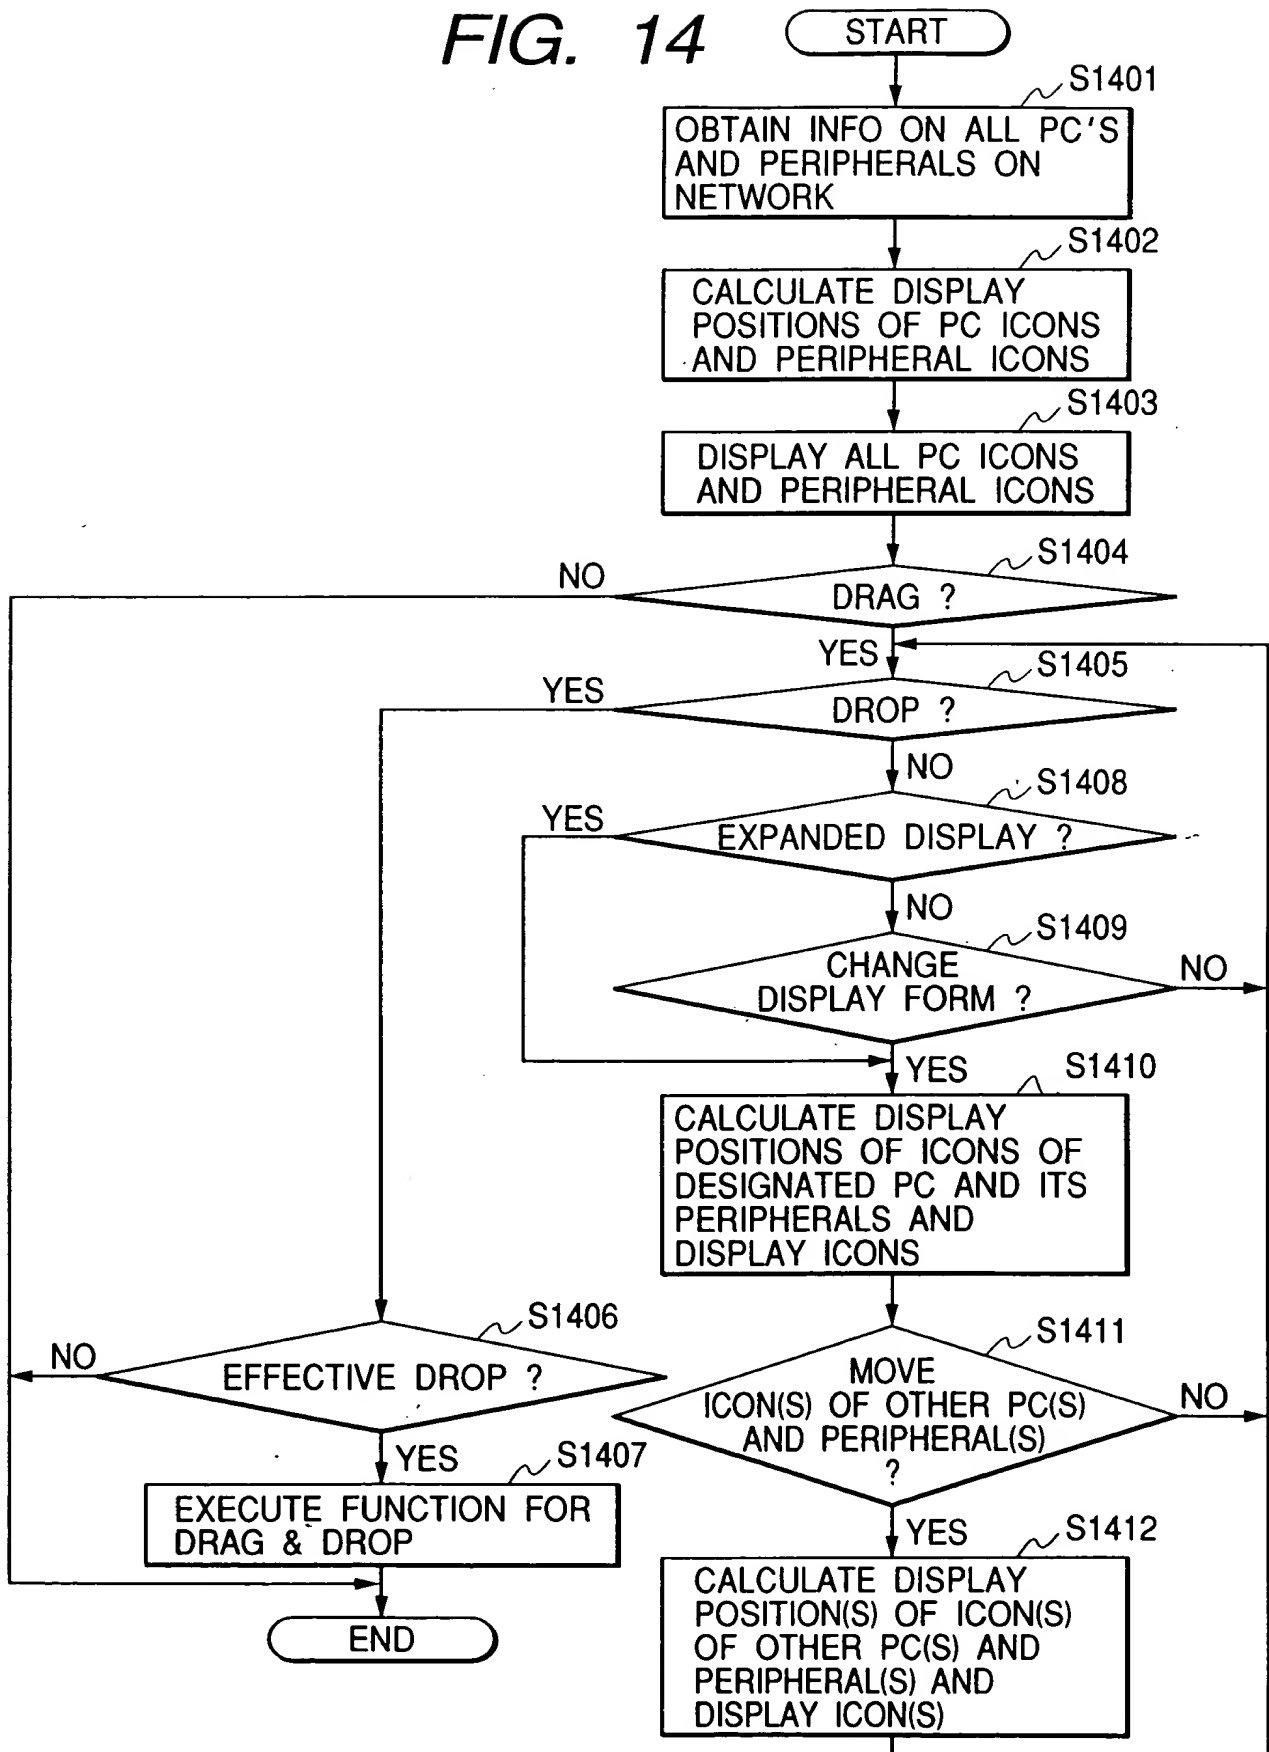 FIG. 14
START
S1401
OBTAIN INFO ON ALL PC'S
AND PERIPHERALS ON
NETWORK
S1402
CALCULATE DISPLAY
POSITIONS OF PC ICONS
AND PERIPHERAL ICONS
S1403
DISPLAY ALL PC ICONS
AND PERIPHERAL ICONS
S1404
NO
DRAG ?
YES
S1405
YES
DROP ?
NO
S1408
YES
EXPANDED DISPLAY ?
NO
S1409
CHANGE
DISPLAY FORM ?
NO
YES
S1410
CALCULATE DISPLAY
POSITIONS OF ICONS OF
DESIGNATED PC AND ITS
PERIPHERALS AND
DISPLAY ICONS
S1406
NO
EFFECTIVE DROP ?
YES
S1407
EXECUTE FUNCTION FOR
DRAG & DROP
END
S1411
MOVE
ICON(S) OF OTHER PC(S)
AND PERIPHERAL(S)
?
NO
YES
S1412
CALCULATE DISPLAY
POSITION(S) OF ICON(S)
OF OTHER PC(S) AND
PERIPHERAL(S) AND
DISPLAY ICON(S)